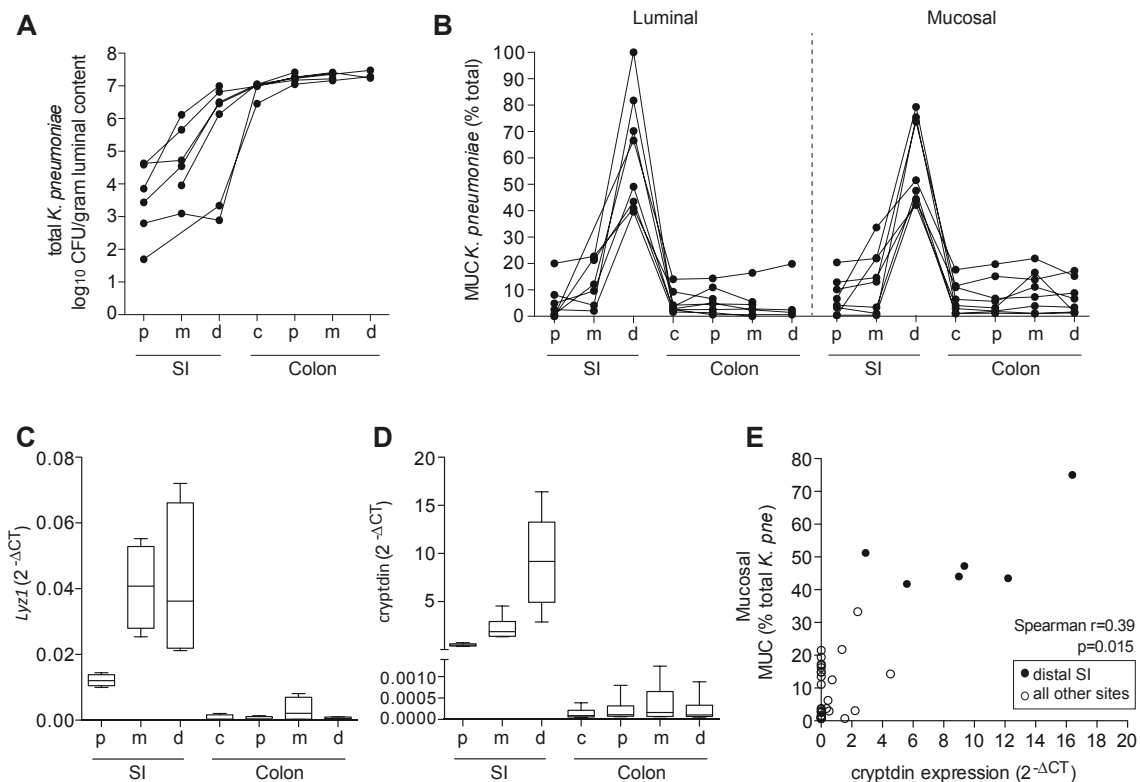 A
total K. pneumoniae
log10 CFU/gram luminal content
8
7
6
5
4
3
2
1
0
p m d c p m d
SI Colon
B
Luminal Mucosal
MUC K. pneumoniae (% total)
100
90
80
70
60
50
40
30
20
10
0
p m d c p m d p m d c p m d
SI Colon SI Colon
C
Lyz1 (2-ΔCT)
0.08
0.06
0.04
0.02
0.00
p m d c p m d
SI Colon
D
cryptdin (2-ΔCT)
20
15
10
5
0.0010
0.0005
0.0000
p m d c p m d
SI Colon
E
Mucosal
MUC (% total K. pne)
80
70
60
50
40
30
20
10
0
Spearman r=0.39
p=0.015
distal SI
all other sites
0 2 4 6 8 10 12 14 16 18 20
cryptdin expression (2-ΔCT)